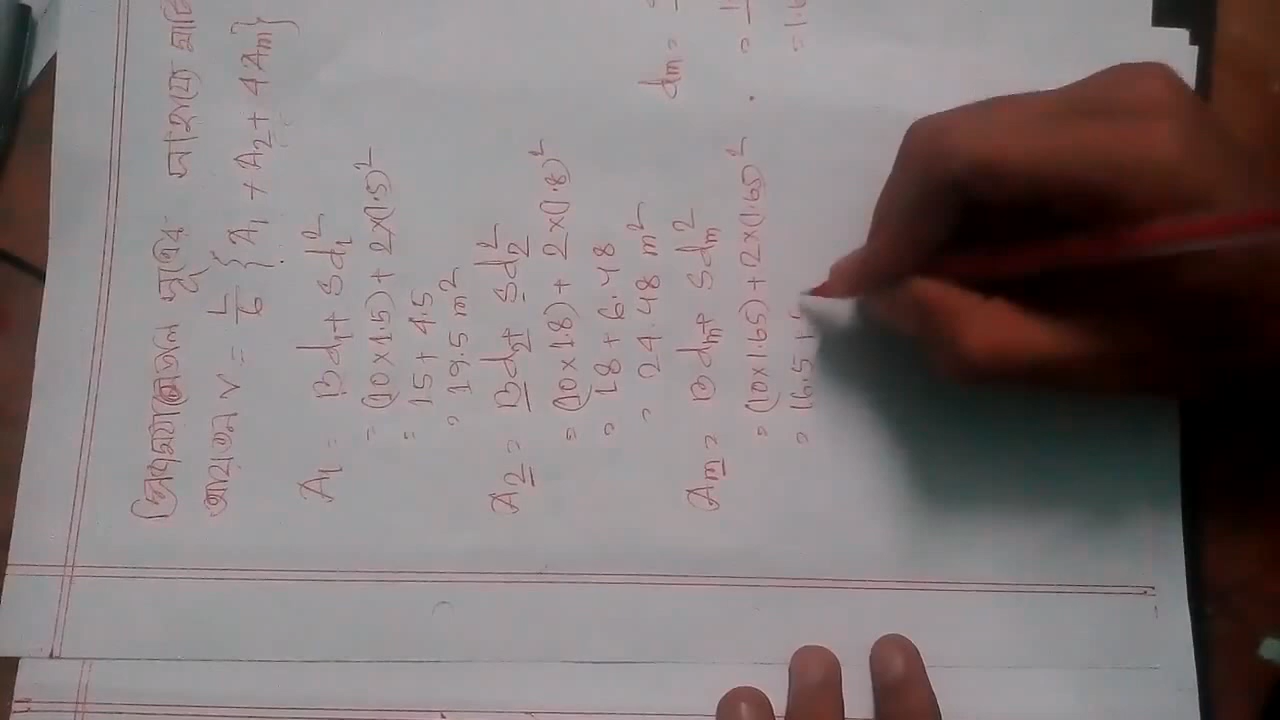 আয়তন V = L/6 { A1 + A2 + 4Am }
A1 = Bd1 + Sd1²
= (10×1.5) + 2×(1.5)²
= 15 + 4.5
= 19.5 m²
A2 = Bd2 + Sd2²
= (10×1.8) + 2×(1.8)²
= 18 + 6.48
= 24.48 m²
dm =
Am = Bdm + Sdm²
= (10×1.65) + 2×(1.65)²
= 16.5 +